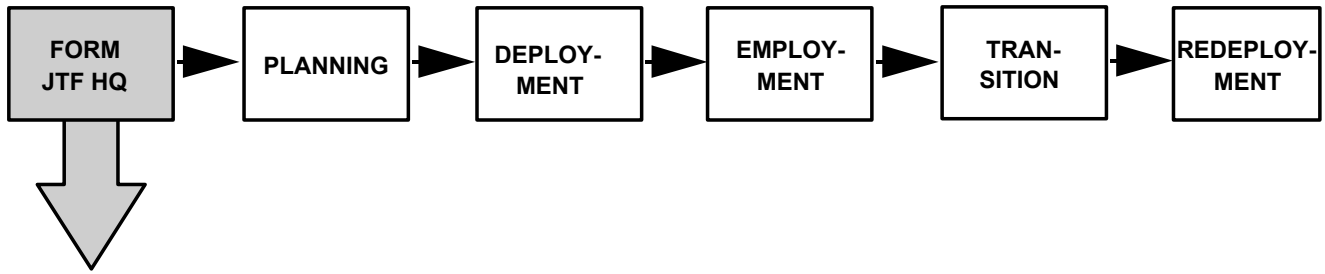 FORM
JTF HQ
PLANNING
DEPLOY-
MENT
EMPLOY-
MENT
TRAN-
SITION
REDEPLOY-
MENT